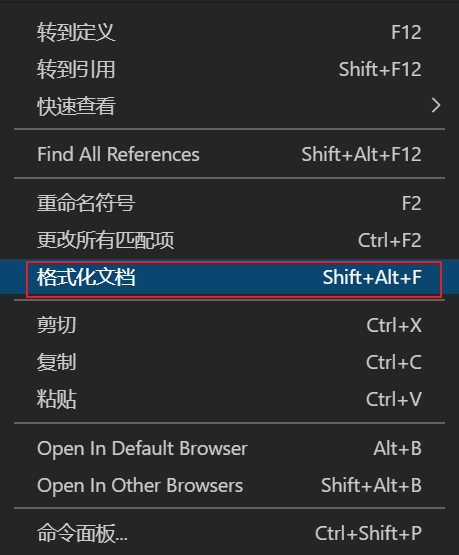 转到定义 F12
转到引用 Shift+F12
快速查看
Find All References Shift+Alt+F12
重命名符号 F2
更改所有匹配项 Ctrl+F2
格式化文档 Shift+Alt+F
剪切 Ctrl+X
复制 Ctrl+C
粘贴 Ctrl+V
Open In Default Browser Alt+B
Open In Other Browsers Shift+Alt+B
命令面板... Ctrl+Shift+P